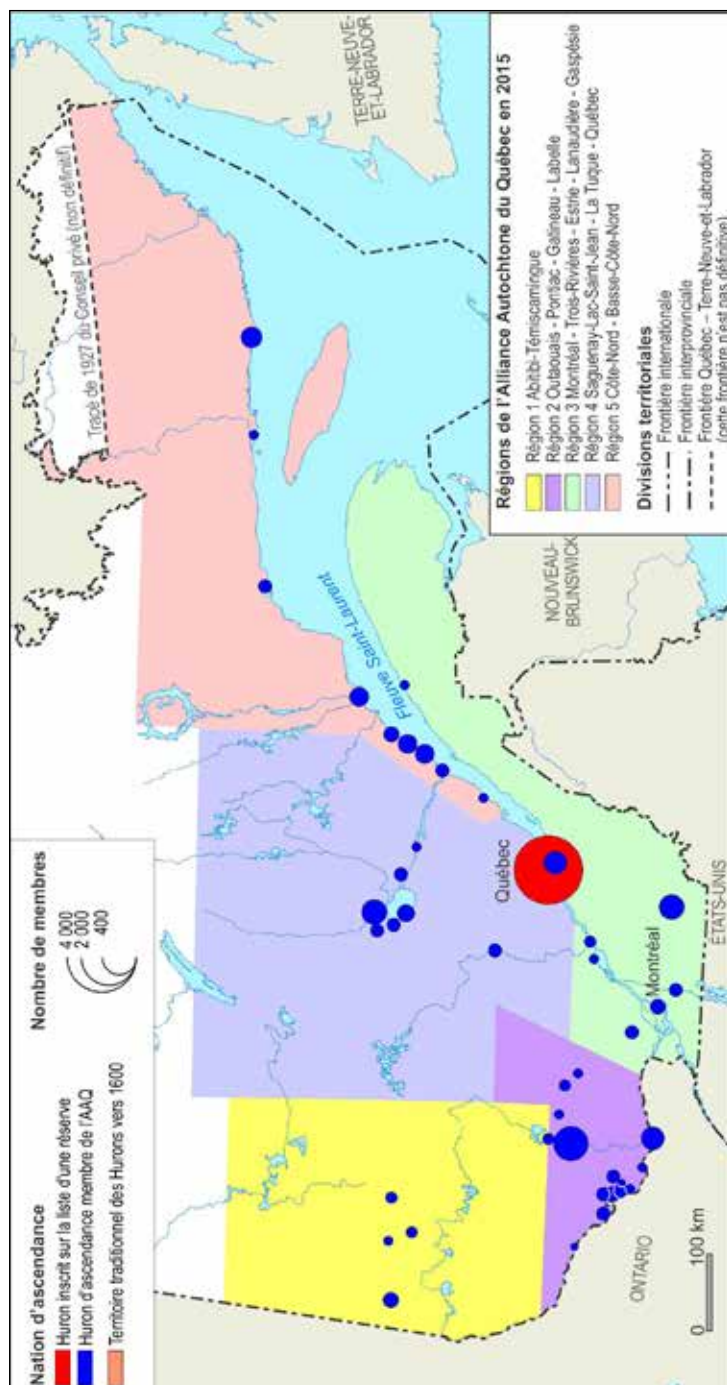 Nation d'ascendance
Huron inscrit sur la liste d'une réserve
Huron d'ascendance membre de l'AAQ
Territoire traditionnel des Hurons vers 1600
Nombre de membres
4 000
2 000
400
Tracé de 1927 du Conseil privé (non définitif)
TERRE-NEUVE-
ET-LABRADOR
Fleuve Saint-Laurent
NOUVEAU-
BRUNSWICK
Québec
Montréal
ÉTATS-UNIS
ONTARIO
0 100 km
Régions de l'Alliance Autochtone du Québec en 2015
Région 1 Abitibi-Témiscamingue
Région 2 Outaouais - Pontiac - Gatineau - Labelle
Région 3 Montréal - Trois-Rivières - Estrie - Lanaudière - Gaspésie
Région 4 Saguenay-Lac-Saint-Jean - La Tuque - Québec
Région 5 Côte-Nord - Basse-Côte-Nord
Divisions territoriales
Frontière internationale
Frontière interprovinciale
Frontière Québec – Terre-Neuve-et-Labrador
(cette frontière n'est pas définitive)